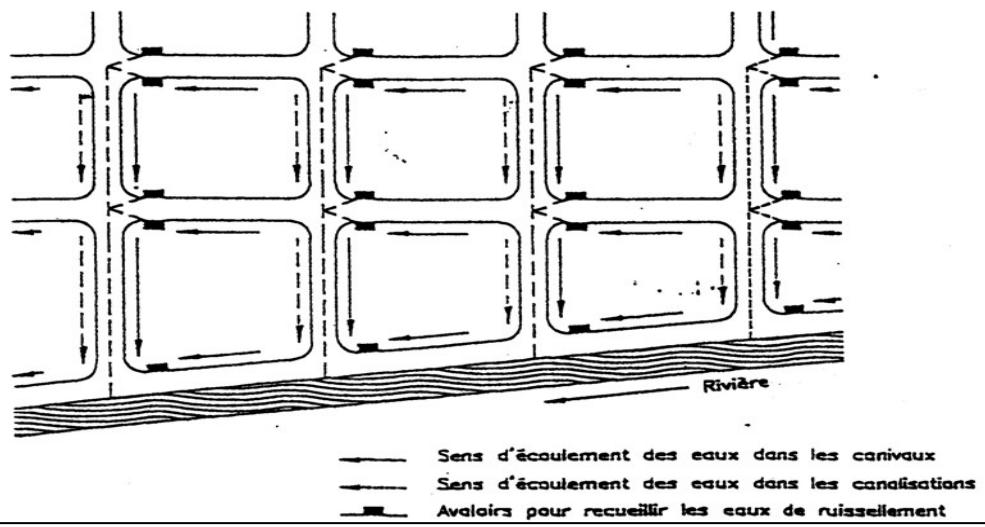 Rivière
Sens d'écoulement des eaux dans les canivaux
Sens d'écoulement des eaux dans les canalisations
Avaloirs pour recueillir les eaux de ruissellement